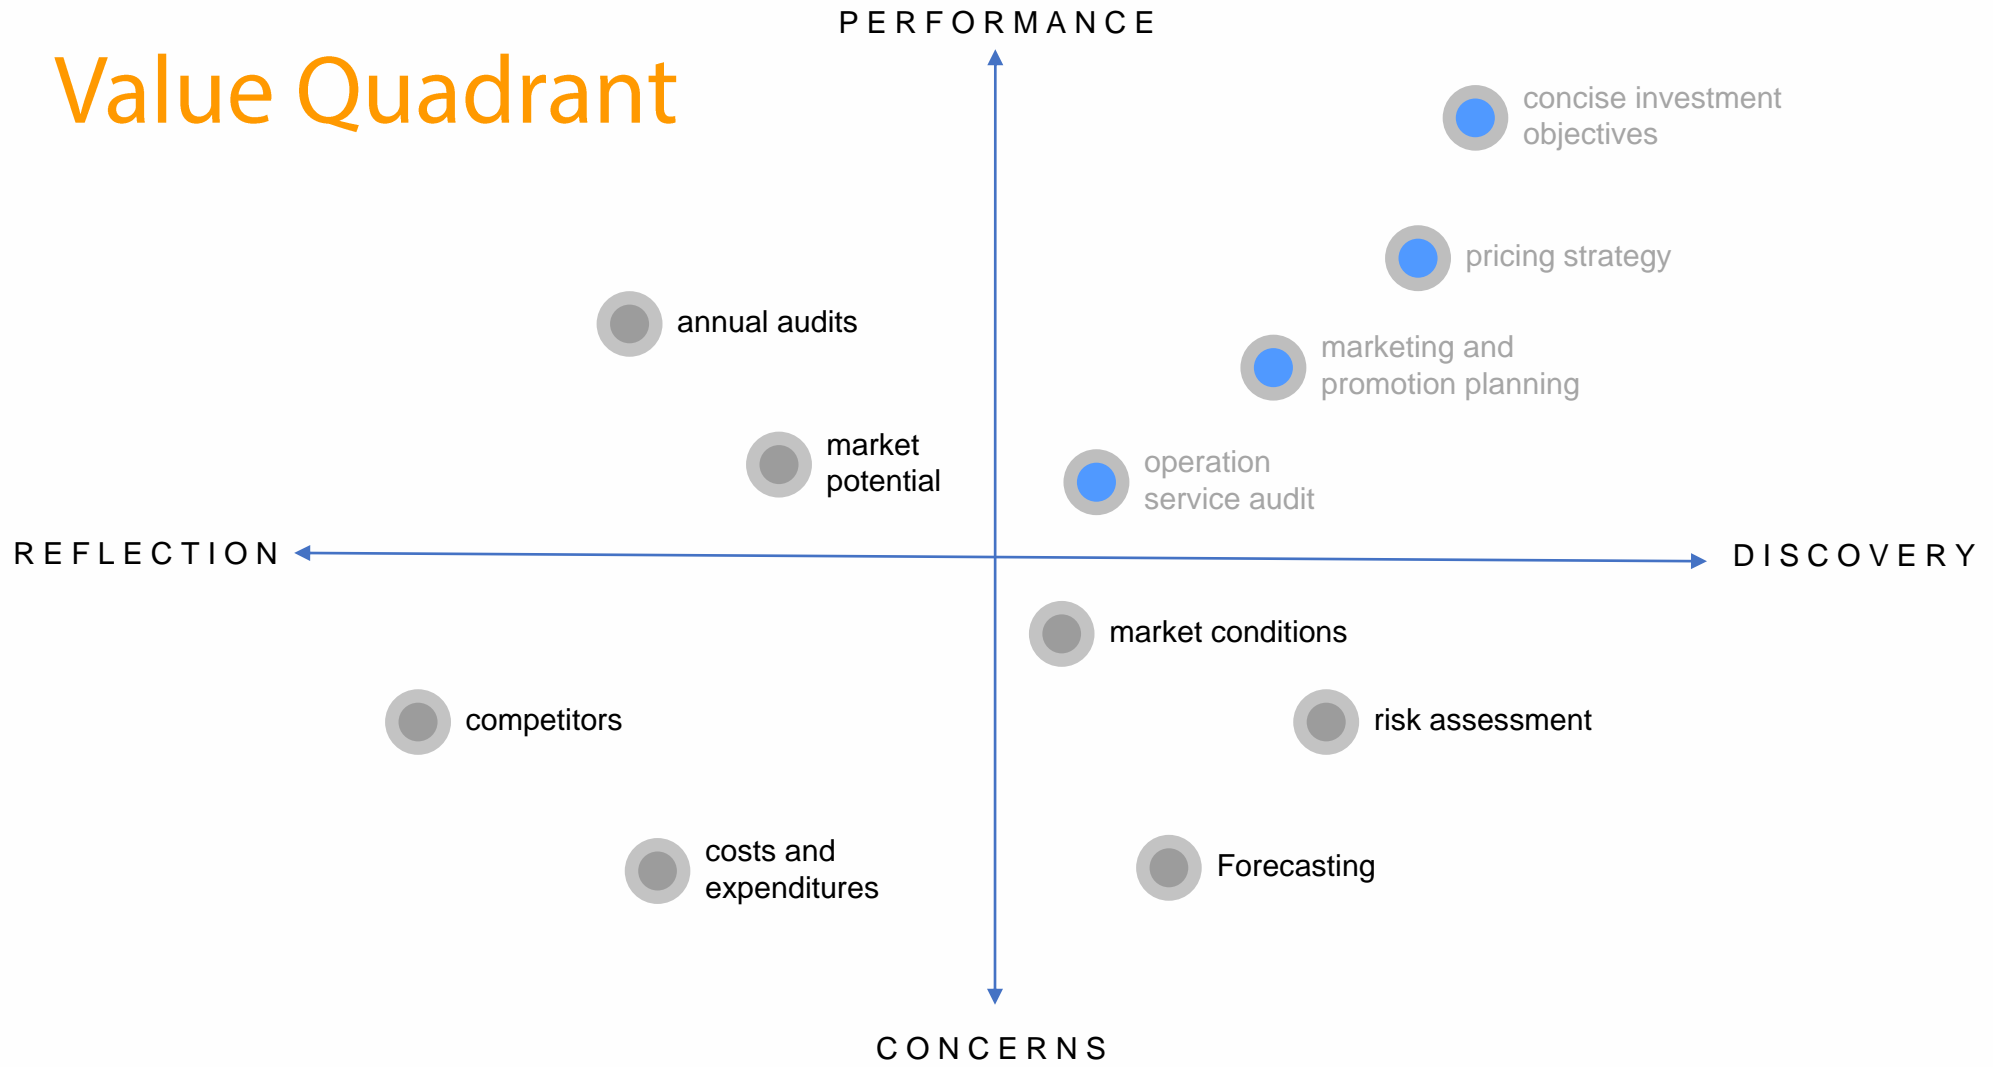 PERFORMANCE
Value Quadrant
concise investment
objectives
pricing strategy
annual audits
marketing and
promotion planning
market
potential
operation
service audit
REFLECTION
DISCOVERY
market conditions
competitors
risk assessment
costs and
expenditures
Forecasting
CONCERNS